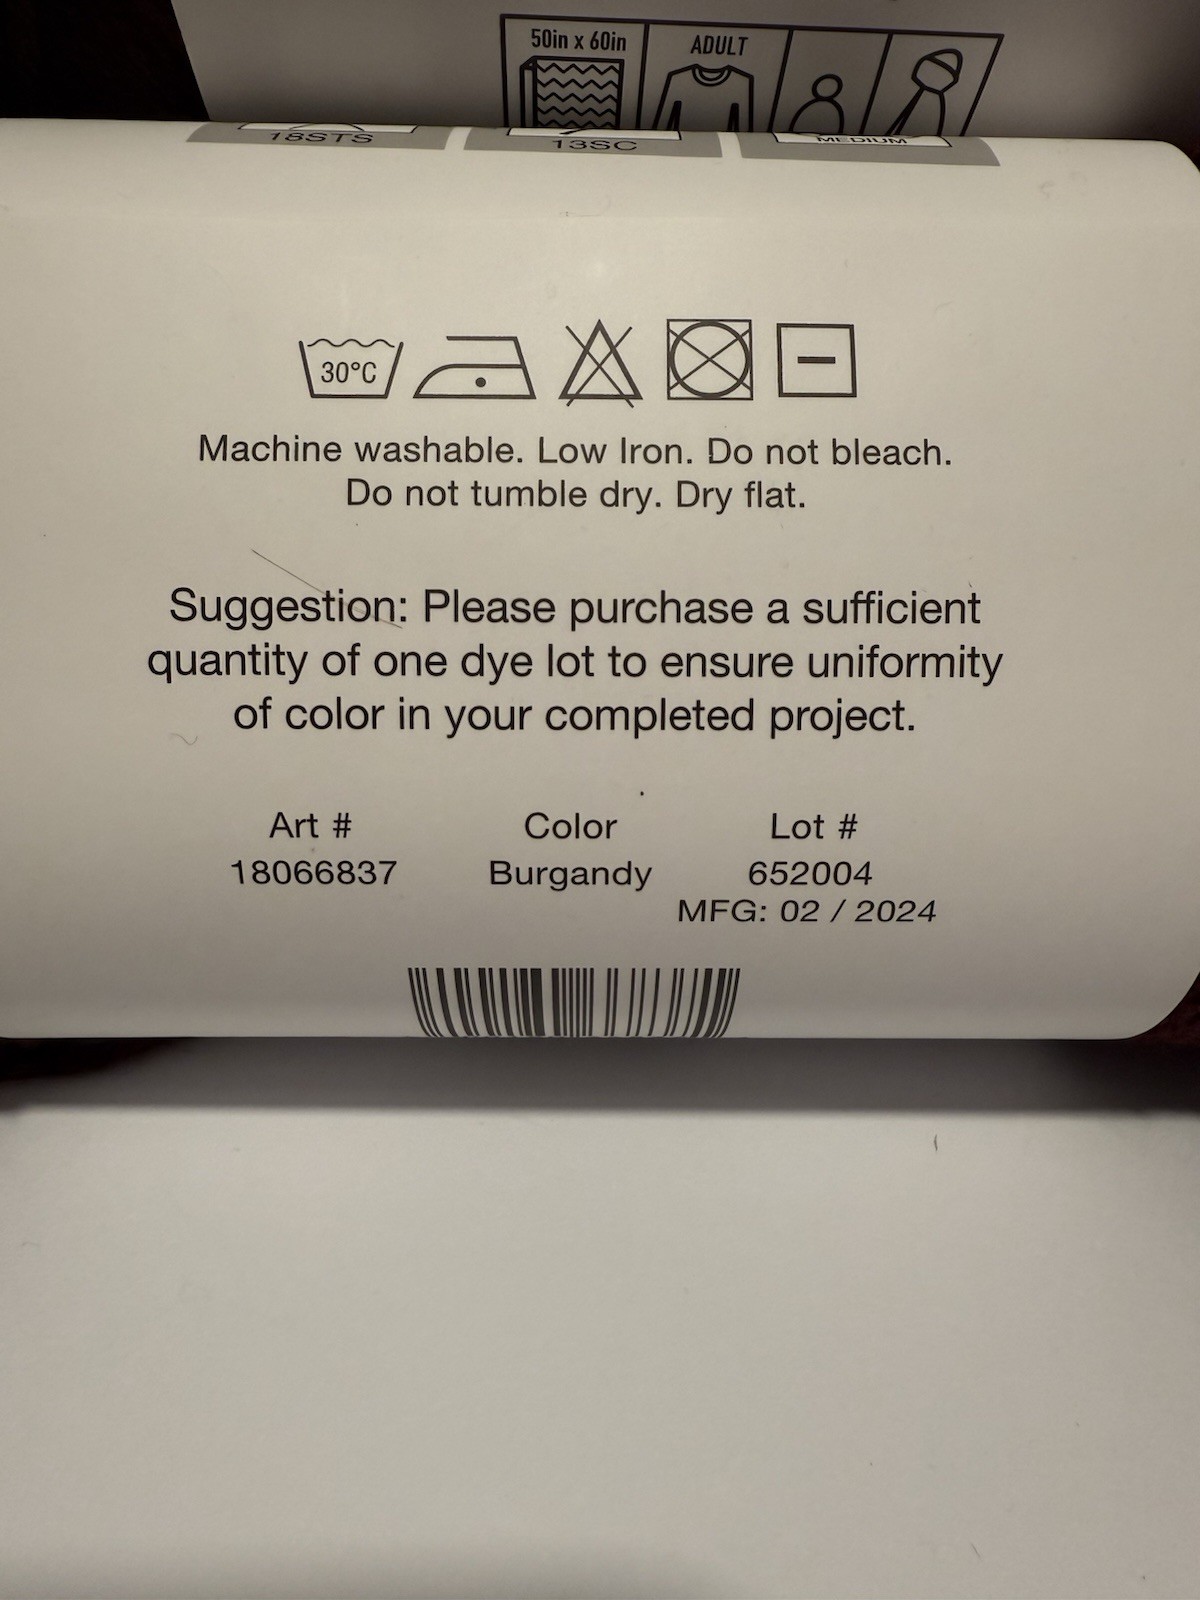 50in x 60in
ADULT
18STS
13SC
MEDIUM
30°C
Machine washable. Low Iron. Do not bleach.
Do not tumble dry. Dry flat.
Suggestion: Please purchase a sufficient
quantity of one dye lot to ensure uniformity
of color in your completed project.
Art #
Color
Lot #
18066837
Burgandy
652004
MFG: 02 / 2024